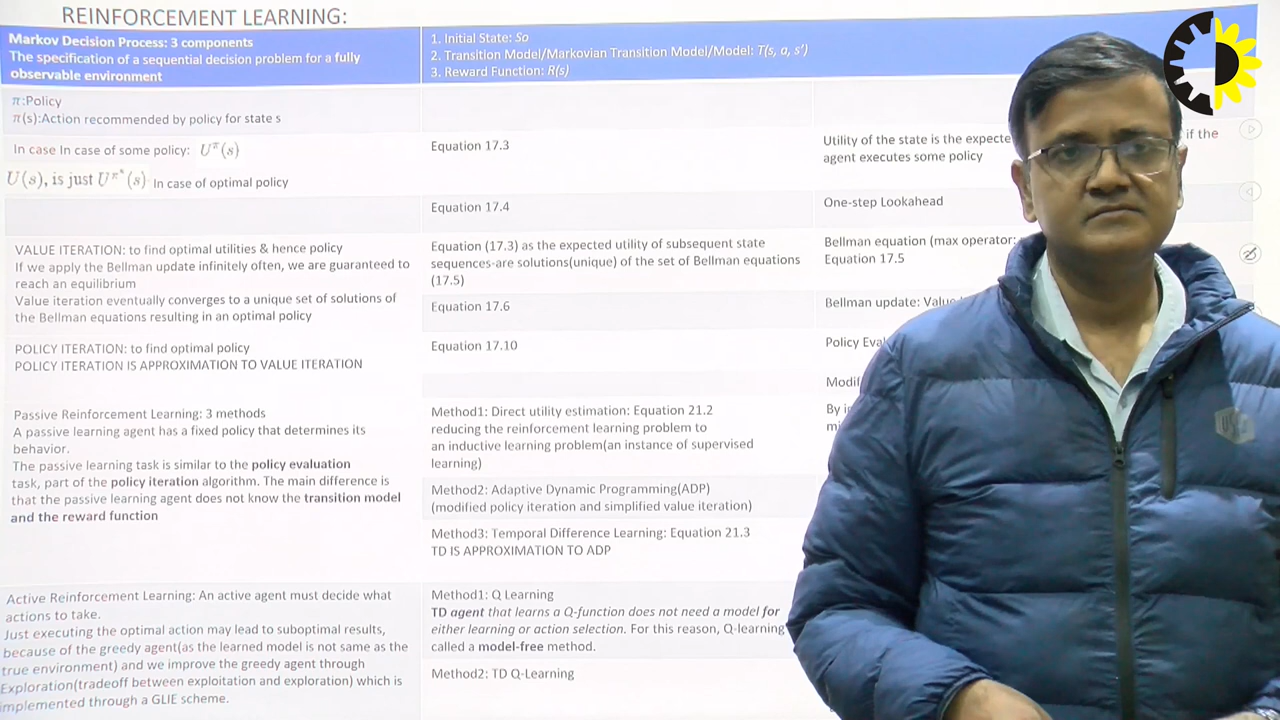 REINFORCEMENT LEARNING:
Markov Decision Process: 3 components
The specification of a sequential decision problem for a fully
observable environment
1. Initial State: So
2. Transition Model/Markovian Transition Model/Model: T(s, a, s’)
3. Reward Function: R(s)
π:Policy
π(s):Action recommended by policy for state s
In case In case of some policy: Uπ(s)
U(s), is just Uπ*(s) In case of optimal policy
Equation 17.3
Utility of the state is the if the
agent executes some policy
Equation 17.4
One-step Lookahead
VALUE ITERATION: to find optimal utilities & hence policy
If we apply the Bellman update infinitely often, we are guaranteed to
reach an equilibrium
Value iteration eventually converges to a unique set of solutions of
the Bellman equations resulting in an optimal policy
Equation (17.3) as the expected utility of subsequent state
sequences-are solutions(unique) of the set of Bellman equations
(17.5)
Bellman equation (max operator:
Equation 17.5
Equation 17.6
Bellman update:
POLICY ITERATION: to find optimal policy
POLICY ITERATION IS APPROXIMATION TO VALUE ITERATION
Equation 17.10
Policy
Passive Reinforcement Learning: 3 methods
A passive learning agent has a fixed policy that determines its
behavior.
The passive learning task is similar to the policy evaluation
task, part of the policy iteration algorithm. The main difference is
that the passive learning agent does not know the transition model
and the reward function
Method1: Direct utility estimation: Equation 21.2
reducing the reinforcement learning problem to
an inductive learning problem(an instance of supervised
learning)
By
Method2: Adaptive Dynamic Programming(ADP)
(modified policy iteration and simplified value iteration)
Method3: Temporal Difference Learning: Equation 21.3
TD IS APPROXIMATION TO ADP
Active Reinforcement Learning: An active agent must decide what
actions to take.
Just executing the optimal action may lead to suboptimal results,
because of the greedy agent(as the learned model is not same as the
true environment) and we improve the greedy agent through
Exploration(tradeoff between exploitation and exploration) which is
implemented through a GLIE scheme.
Method1: Q Learning
TD agent that learns a Q-function does not need a model for
either learning or action selection. For this reason, Q-learning
called a model-free method.
Method2: TD Q-Learning